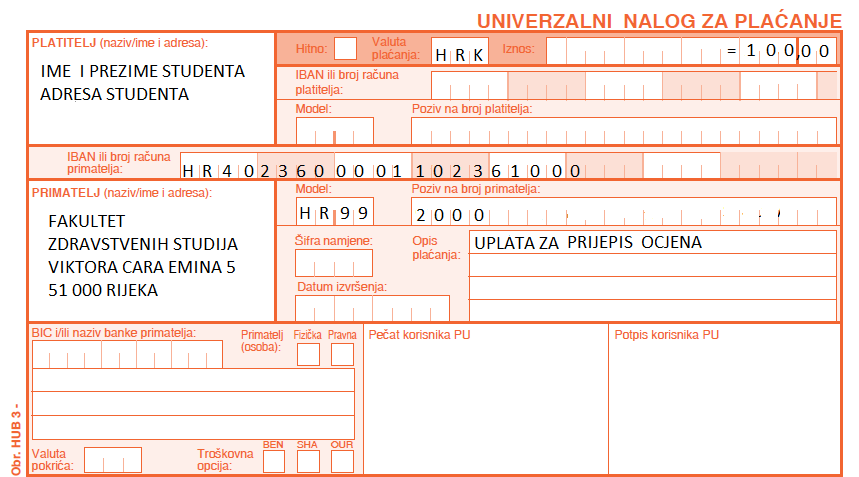 UNIVERZALNI NALOG ZA PLAĆANJE
PLATITELJ (naziv/ime i adresa):
IME I PREZIME STUDENTA
ADRESA STUDENTA
Hitno:
Valuta plaćanja: HRK
Iznos: =100,00
IBAN ili broj računa platitelja:
Model:
Poziv na broj platitelja:
IBAN ili broj računa primatelja: HR4023600001102361000
PRIMATELJ (naziv/ime i adresa):
FAKULTET
ZDRAVSTVENIH STUDIJA
VIKTORA CARA EMINA 5
51 000 RIJEKA
Model: HR99
Poziv na broj primatelja: 2000
Šifra namjene:
Opis plaćanja: UPLATA ZA PRIJEPIS OCJENA
Datum izvršenja:
BIC i/ili naziv banke primatelja:
Primatelj (osoba): Fizička Pravna
Valuta pokrića:
Troškovna opcija: BEN SHA OUR
Pečat korisnika PU
Potpis korisnika PU
Obr. HUB 3 -